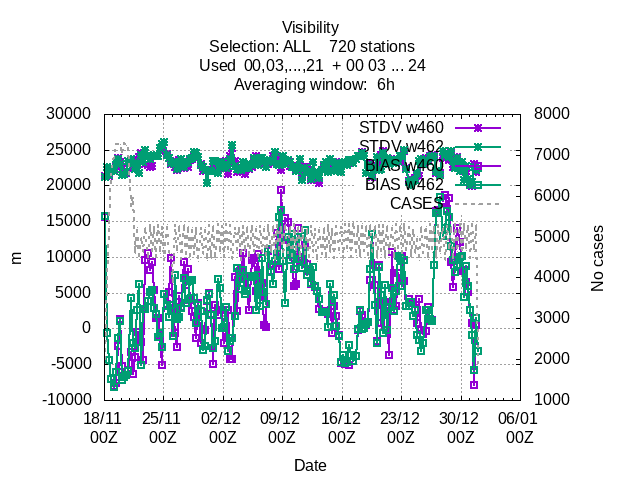 Visibility
Selection: ALL    720 stations
Used  00,03,...,21  + 00 03 ... 24
Averaging window:  6h
30000
25000
20000
15000
10000
5000
0
-5000
-10000
m
8000
7000
6000
5000
4000
3000
2000
1000
No cases
STDV w460
STDV w462
BIAS w460
BIAS w462
CASES
18/11 25/11 02/12 09/12 16/12 23/12 30/12 06/01
00Z 00Z 00Z 00Z 00Z 00Z 00Z 00Z
Date